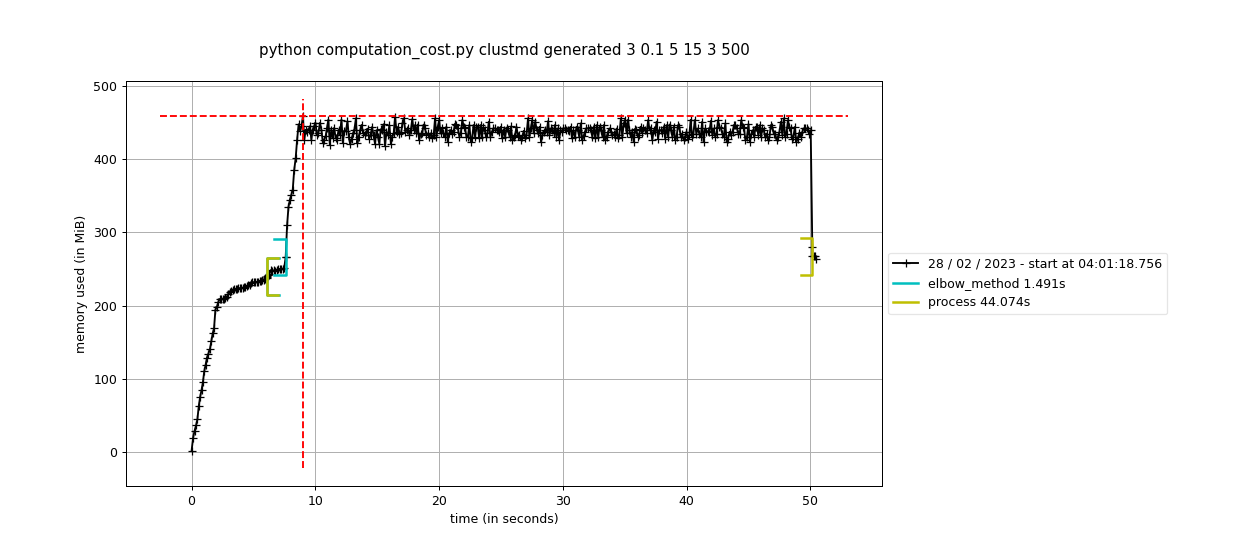 python computation_cost.py clustmd generated 3 0.1 5 15 3 500
500
400
300
200
100
0
memory used (in MiB)
0 10 20 30 40 50
time (in seconds)
28 / 02 / 2023 - start at 04:01:18.756
elbow_method 1.491s
process 44.074s